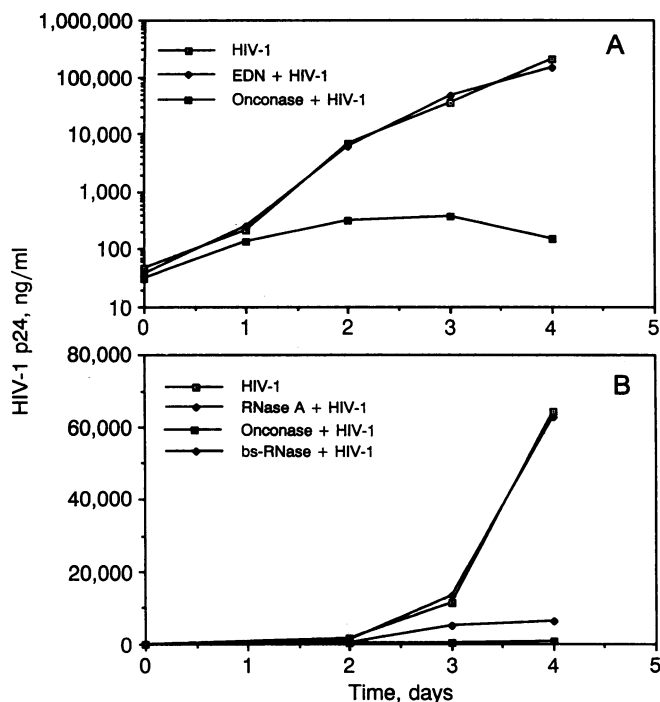 HIV-1 p24, ng/ml
A
1,000,000
100,000
10,000
1,000
100
10
HIV-1
EDN + HIV-1
Onconase + HIV-1
0 1 2 3 4 5
B
80,000
60,000
40,000
20,000
0
HIV-1
RNase A + HIV-1
Onconase + HIV-1
bs-RNase + HIV-1
0 1 2 3 4 5
Time, days